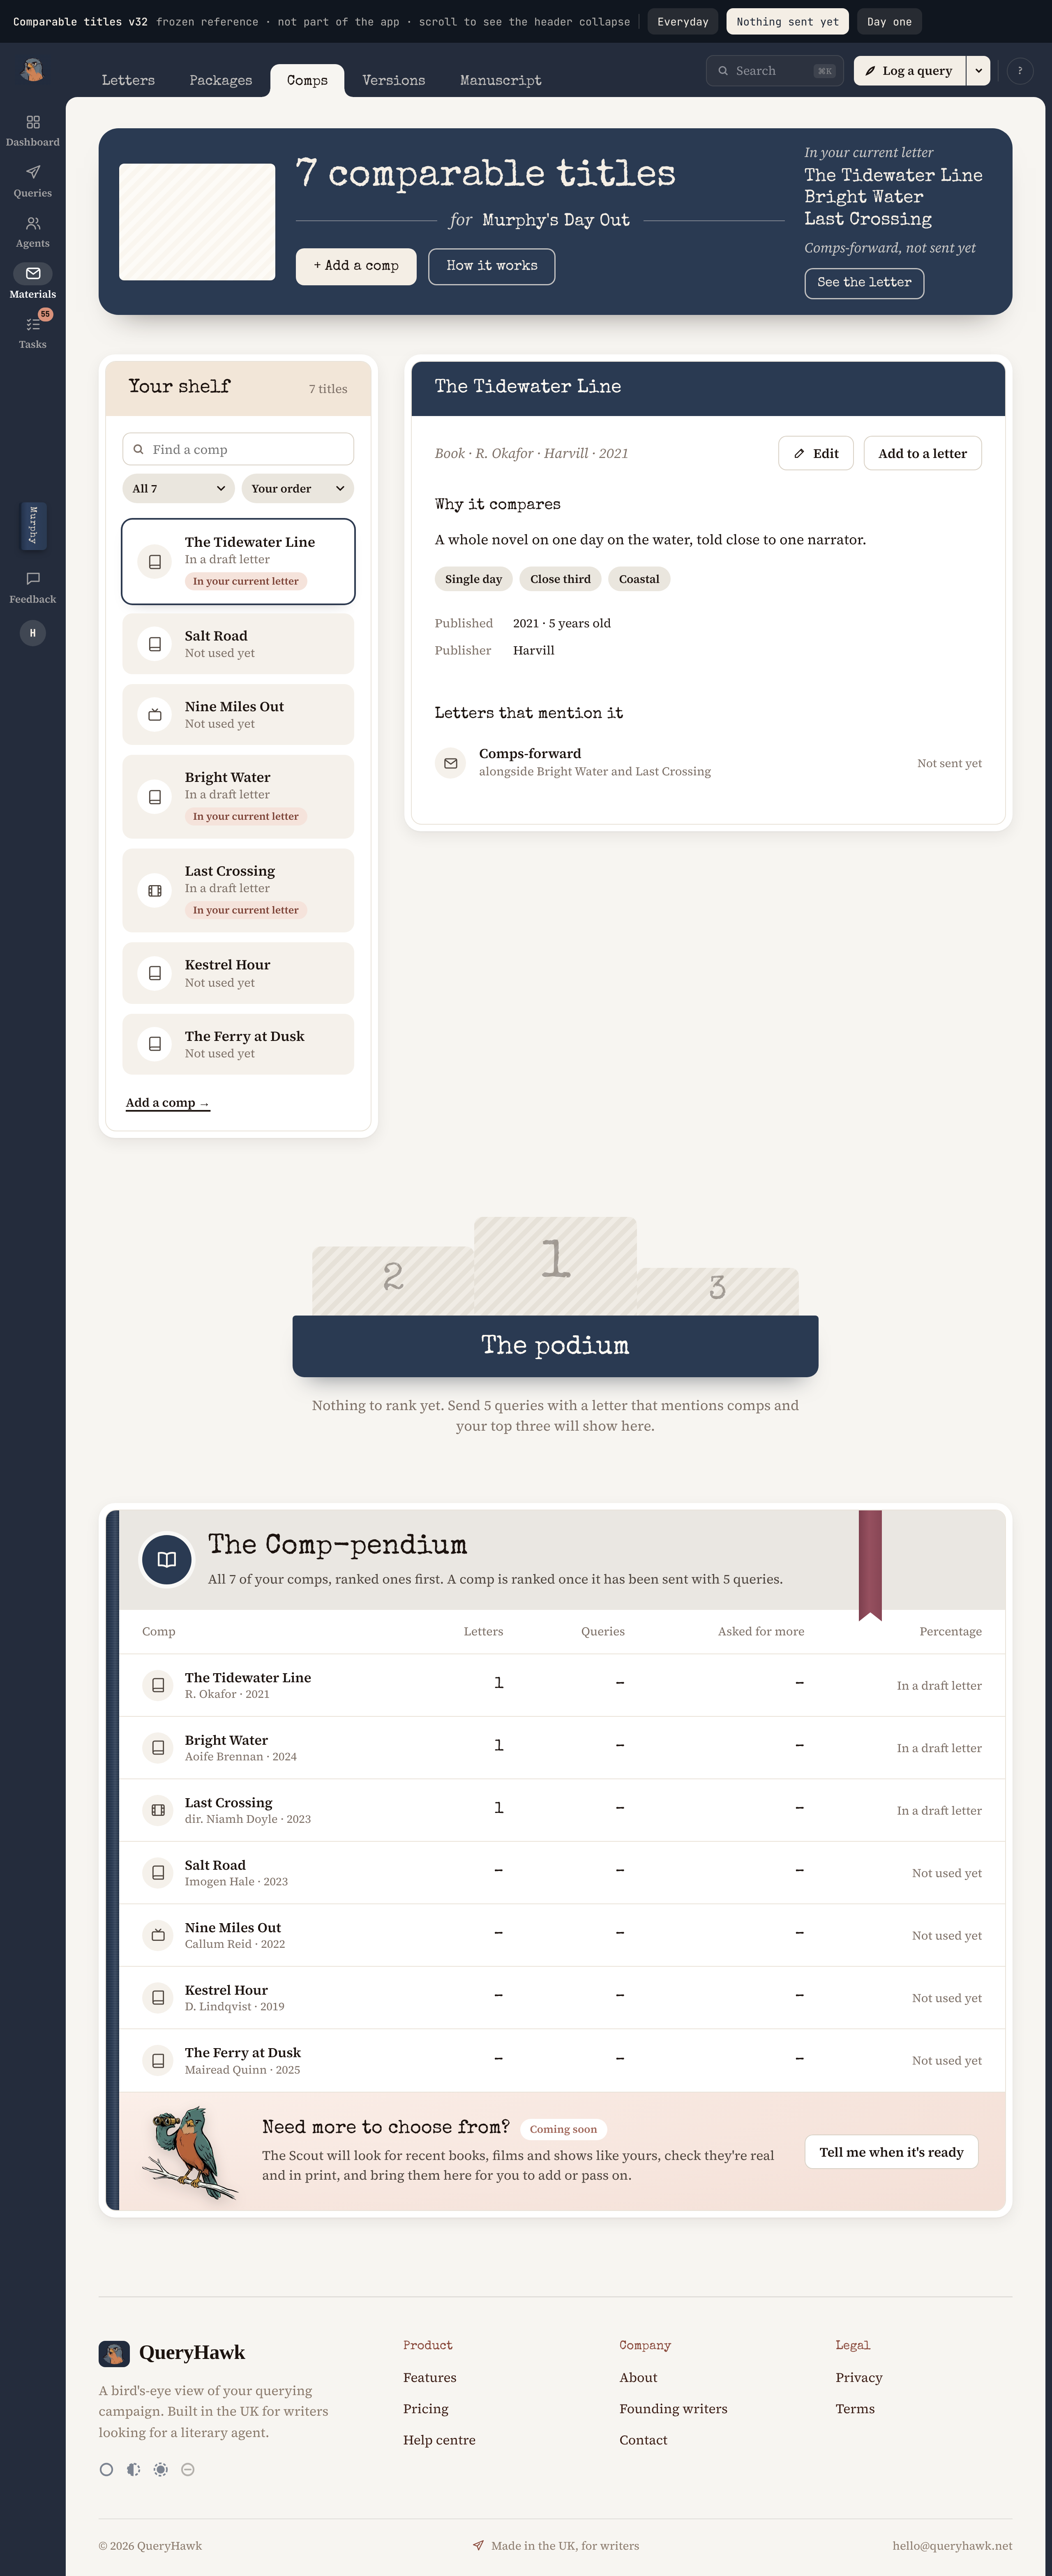 Comparable titles v32 frozen reference · not part of the app · scroll to see the header collapse Everyday Nothing sent yet Day one
Letters Packages Comps Versions Manuscript Search ⌘K Log a query ?
Dashboard
Queries
Agents
Materials
55
Tasks
Murphy
Feedback
H
7 comparable titles
for Murphy's Day Out
+ Add a comp How it works
In your current letter
The Tidewater Line
Bright Water
Last Crossing
Comps-forward, not sent yet
See the letter
Your shelf 7 titles
Find a comp
All 7 Your order
The Tidewater Line
In a draft letter
In your current letter
Salt Road
Not used yet
Nine Miles Out
Not used yet
Bright Water
In a draft letter
In your current letter
Last Crossing
In a draft letter
In your current letter
Kestrel Hour
Not used yet
The Ferry at Dusk
Not used yet
Add a comp →
The Tidewater Line
Book · R. Okafor · Harvill · 2021 Edit Add to a letter
Why it compares
A whole novel on one day on the water, told close to one narrator.
Single day Close third Coastal
Published 2021 · 5 years old
Publisher Harvill
Letters that mention it
Comps-forward
alongside Bright Water and Last Crossing
Not sent yet
2 1 3
The podium
Nothing to rank yet. Send 5 queries with a letter that mentions comps and
your top three will show here.
The Comp-pendium
All 7 of your comps, ranked ones first. A comp is ranked once it has been sent with 5 queries.
Comp Letters Queries Asked for more Percentage
The Tidewater Line
R. Okafor · 2021
1 – – In a draft letter
Bright Water
Aoife Brennan · 2024
1 – – In a draft letter
Last Crossing
dir. Niamh Doyle · 2023
1 – – In a draft letter
Salt Road
Imogen Hale · 2023
– – – Not used yet
Nine Miles Out
Callum Reid · 2022
– – – Not used yet
Kestrel Hour
D. Lindqvist · 2019
– – – Not used yet
The Ferry at Dusk
Mairead Quinn · 2025
– – – Not used yet
Need more to choose from? Coming soon
The Scout will look for recent books, films and shows like yours, check they're real
and in print, and bring them here for you to add or pass on.
Tell me when it's ready
QueryHawk
A bird's-eye view of your querying
campaign. Built in the UK for writers
looking for a literary agent.
Product
Features
Pricing
Help centre
Company
About
Founding writers
Contact
Legal
Privacy
Terms
© 2026 QueryHawk Made in the UK, for writers hello@queryhawk.net